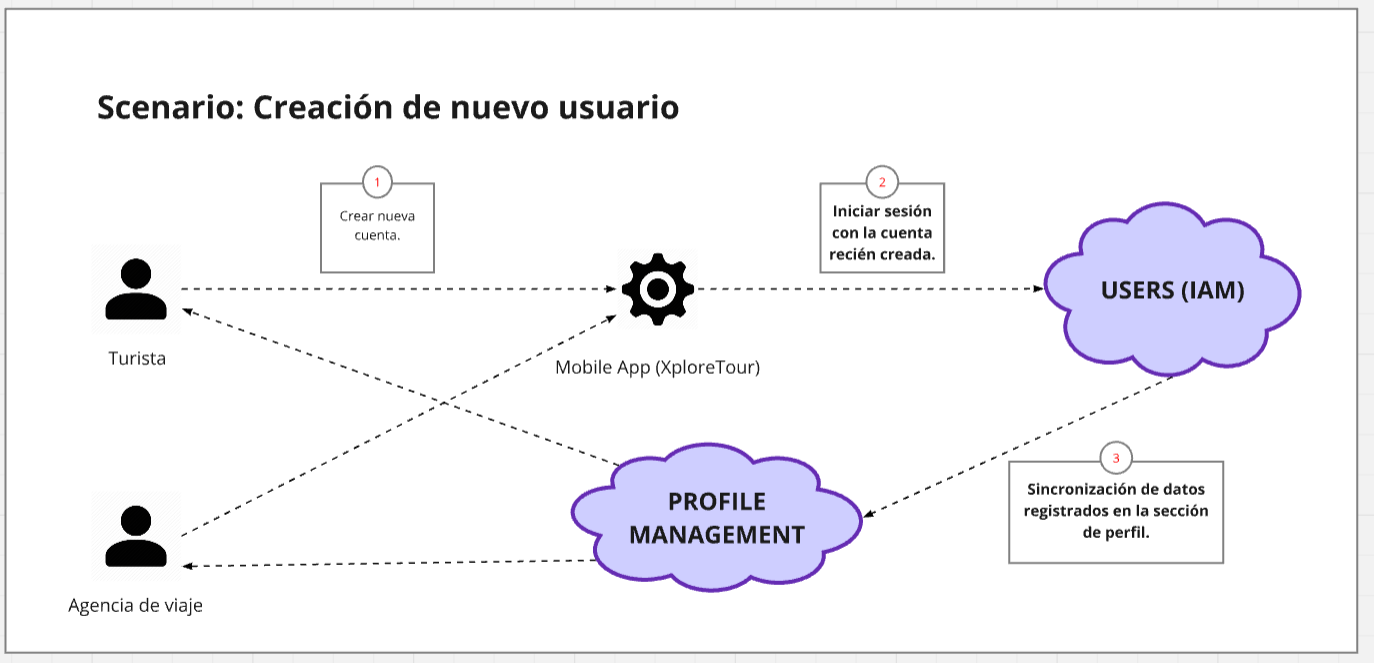 Scenario: Creación de nuevo usuario
1
Crear nueva
cuenta.
2
Iniciar sesión
con la cuenta
recién creada.
USERS (IAM)
Turista
Mobile App (XploreTour)
3
Sincronización de datos
registrados en la sección
de perfil.
PROFILE
MANAGEMENT
Agencia de viaje